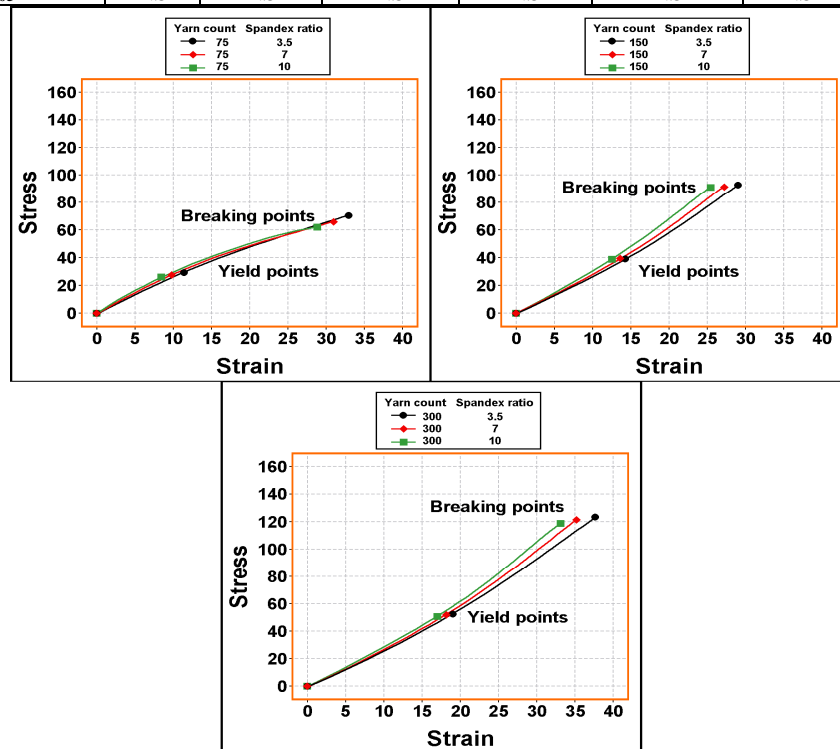 Yarn count Spandex ratio
75 3.5
75 7
75 10
160
140
120
100
80
60
40
20
0
Stress
Breaking points
Yield points
0 5 10 15 20 25 30 35 40
Strain
Yarn count Spandex ratio
150 3.5
150 7
150 10
160
140
120
100
80
60
40
20
0
Stress
Breaking points
Yield points
0 5 10 15 20 25 30 35 40
Strain
Yarn count Spandex ratio
300 3.5
300 7
300 10
160
140
120
100
80
60
40
20
0
Stress
Breaking points
Yield points
0 5 10 15 20 25 30 35 40
Strain